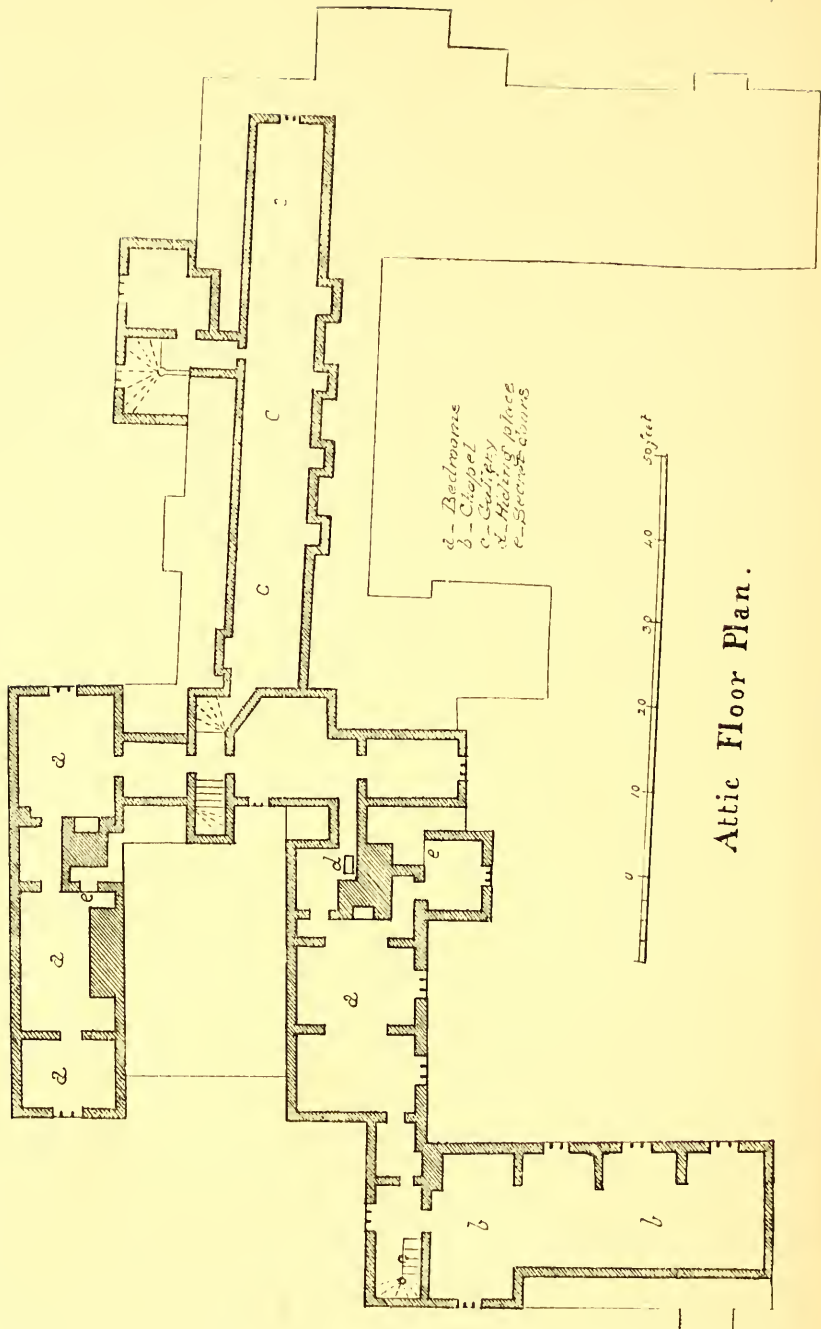 a - Bedrooms
b - Chapel
c - Gallery
d - Hiding place
e - Secret doors
0 10 20 30 40 50 feet
Attic Floor Plan.
a
a
a
e
a
d
e
b
b
c
c
c